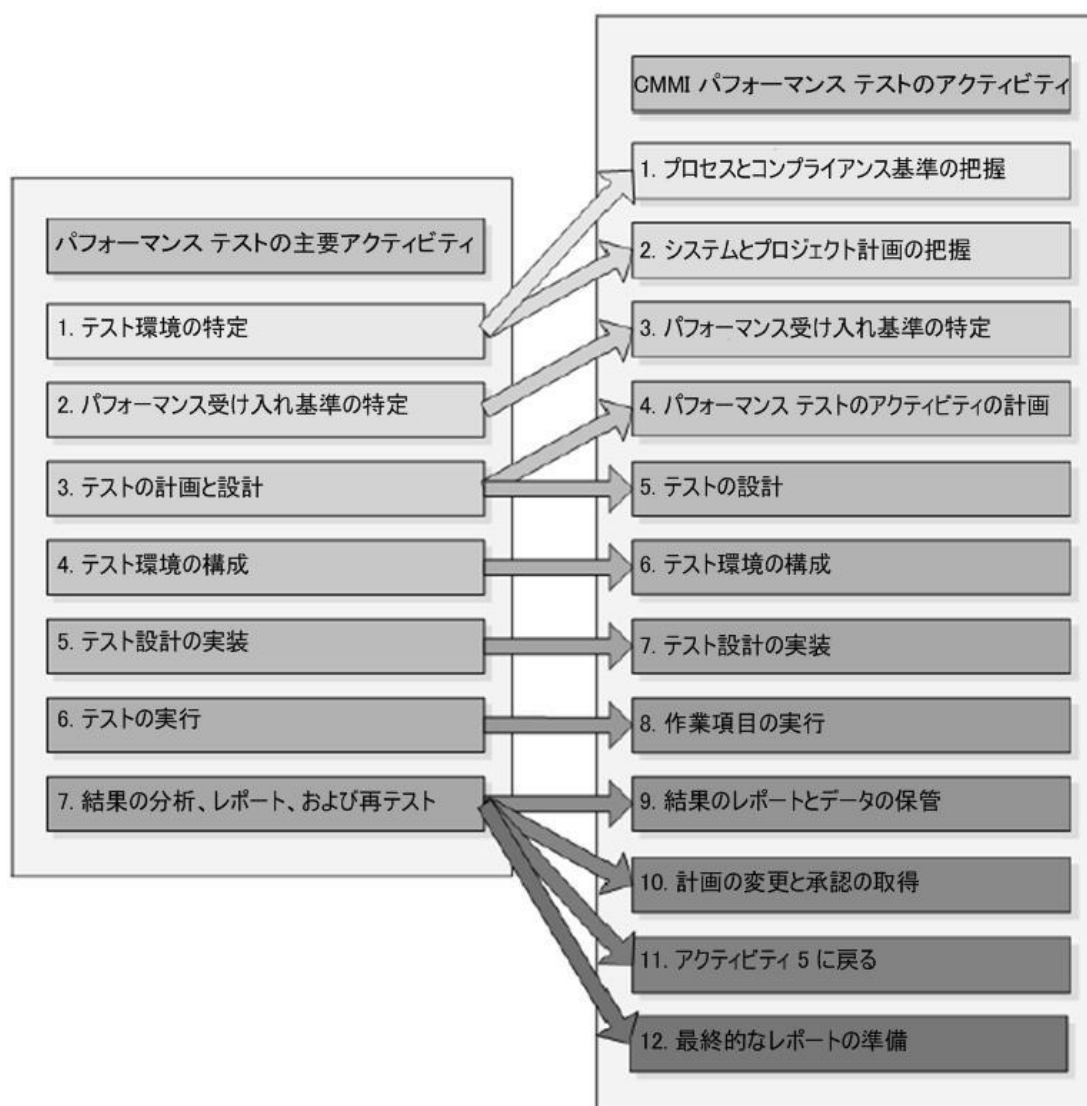 パフォーマンス テストの主要アクティビティ
1. テスト環境の特定
2. パフォーマンス受け入れ基準の特定
3. テストの計画と設計
4. テスト環境の構成
5. テスト設計の実装
6. テストの実行
7. 結果の分析、レポート、および再テスト
CMMI パフォーマンス テストのアクティビティ
1. プロセスとコンプライアンス基準の把握
2. システムとプロジェクト計画の把握
3. パフォーマンス受け入れ基準の特定
4. パフォーマンス テストのアクティビティの計画
5. テストの設計
6. テスト環境の構成
7. テスト設計の実装
8. 作業項目の実行
9. 結果のレポートとデータの保管
10. 計画の変更と承認の取得
11. アクティビティ 5 に戻る
12. 最終的なレポートの準備